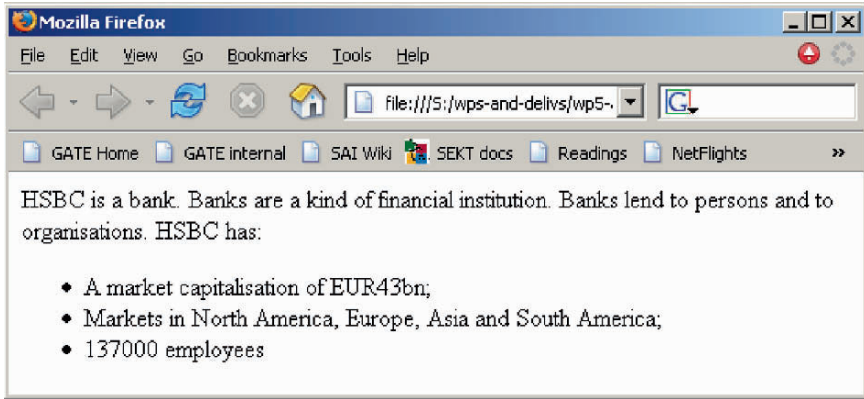 Mozilla Firefox
File Edit View Go Bookmarks Tools Help
file:///S:/wps-and-delivs/wp5-
G
GATE Home GATE internal SAI Wiki SEKT docs Readings NetFlights »
HSBC is a bank. Banks are a kind of financial institution. Banks lend to persons and to
organisations. HSBC has:
• A market capitalisation of EUR43bn;
• Markets in North America, Europe, Asia and South America;
• 137000 employees